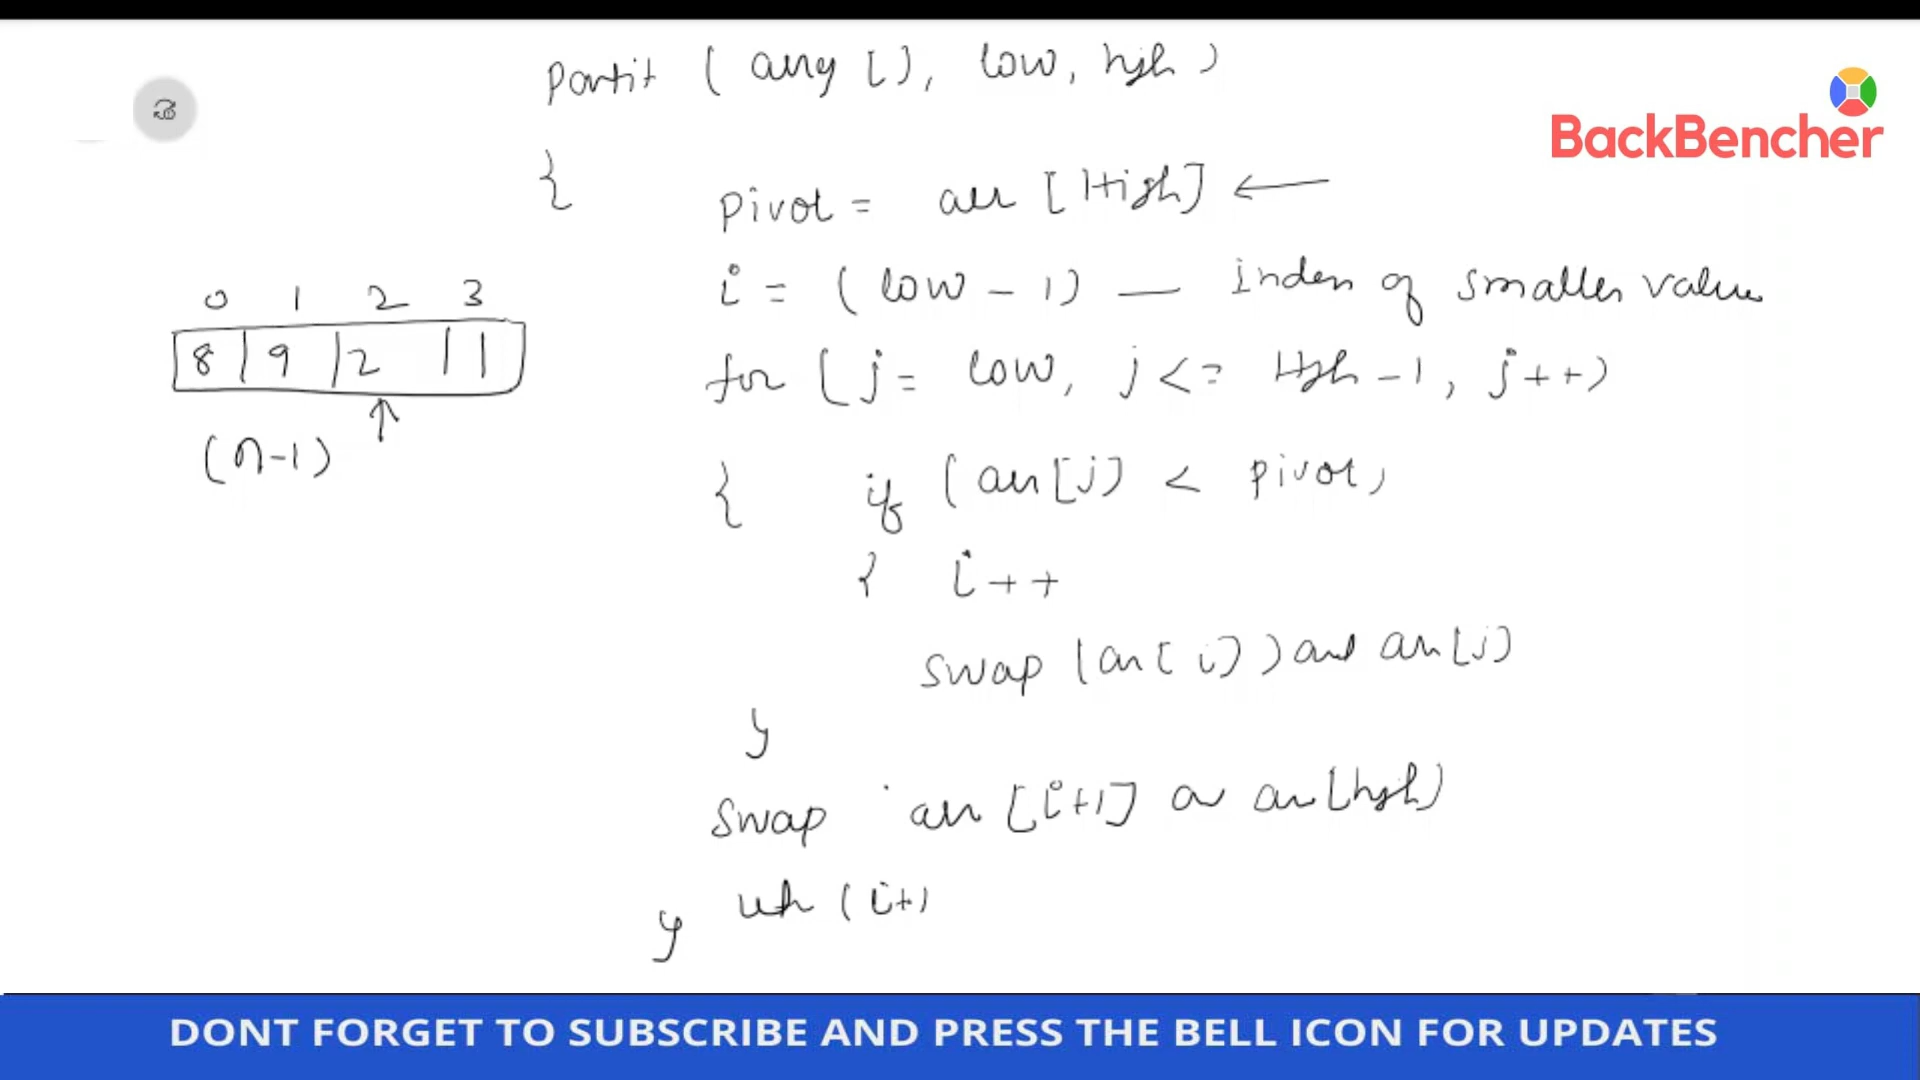 Partit ( array [], low, high )
BackBencher
{
pivot = arr [High] ←
i = (low - 1) — index of smaller value
0 1 2 3
8 | 9 | 2 | 1
(n-1)
for (j = low, j <= High -1, j++)
{ if (arr[j] < pivot)
{ i++
swap (arr[i]) and arr[j]
}
swap arr [i+1] arr[high]
} (i+1
DONT FORGET TO SUBSCRIBE AND PRESS THE BELL ICON FOR UPDATES